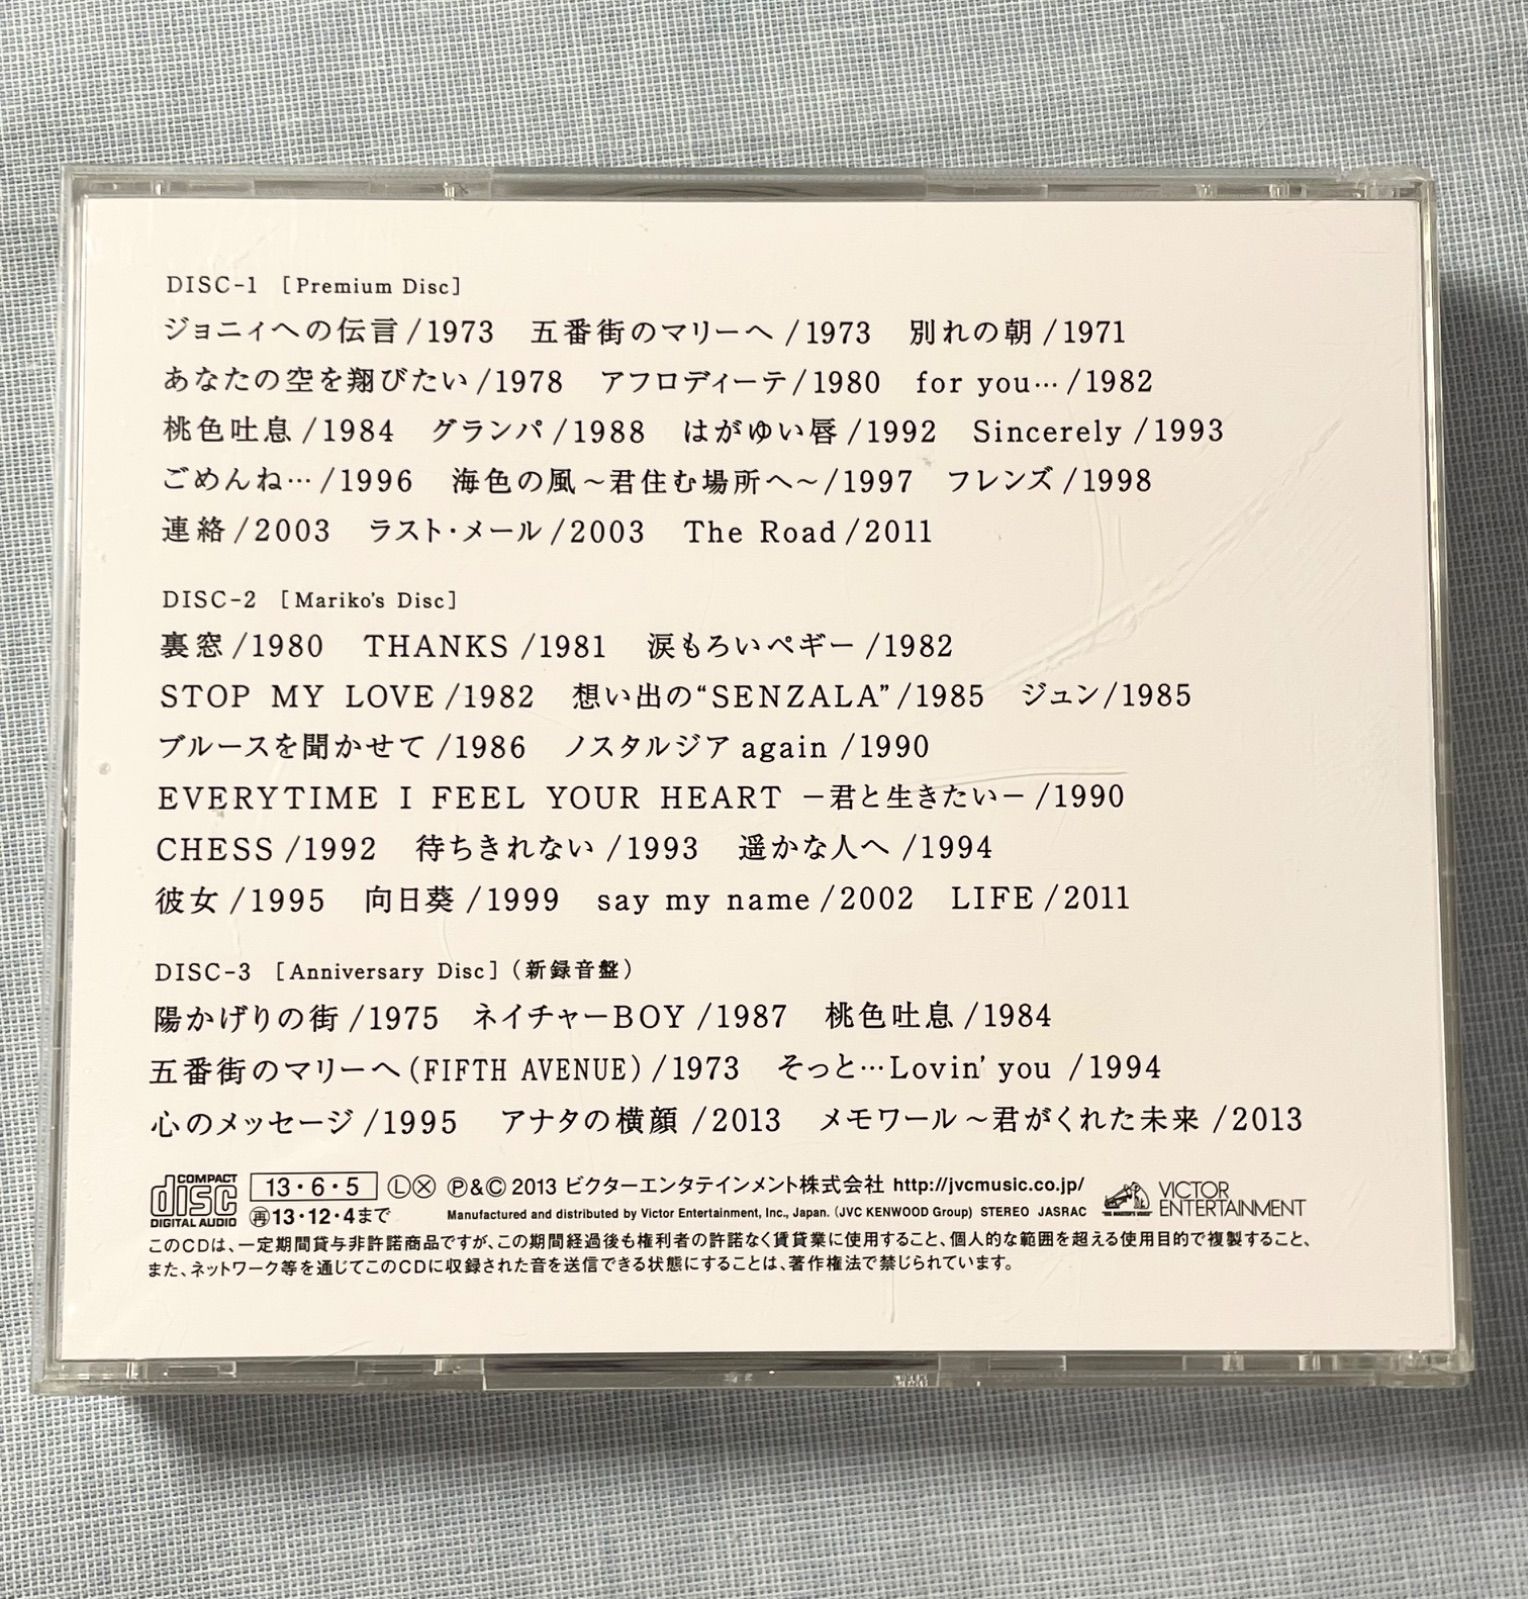 DISC-1 [Premium Disc]
ジョニィへの伝言/1973 五番街のマリーへ/1973 別れの朝/1971
あなたの空を翔びたい/1978 アフロディーテ/1980 for you…/1982
桃色吐息/1984 グランパ/1988 はがゆい唇/1992 Sincerely/1993
ごめんね…/1996 海色の風~君住む場所へ~/1997 フレンズ/1998
連絡/2003 ラスト・メール/2003 The Road/2011
DISC-2 [Mariko's Disc]
裏窓/1980 THANKS/1981 涙もろいペギー/1982
STOP MY LOVE/1982 想い出の“SENZALA”/1985 ジュン/1985
ブルースを聞かせて/1986 ノスタルジアagain/1990
EVERYTIME I FEEL YOUR HEART －君と生きたい－/1990
CHESS/1992 待ちきれない/1993 遥かな人へ/1994
彼女/1995 向日葵/1999 say my name/2002 LIFE/2011
DISC-3 [Anniversary Disc](新録音盤)
陽かげりの街/1975 ネイチャーBOY/1987 桃色吐息/1984
五番街のマリーへ(FIFTH AVENUE)/1973 そっと…Lovin' you/1994
心のメッセージ/1995 アナタの横顔/2013 メモワール~君がくれた未来/2013
COMPACT disc DIGITAL AUDIO
13・6・5 Ⓛ Ⓧ ℗&© 2013 ビクターエンタテインメント株式会社 http://jvcmusic.co.jp/
㊢13・12・4まで Manufactured and distributed by Victor Entertainment, Inc., Japan. (JVC KENWOOD Group) STEREO JASRAC
VICTOR ENTERTAINMENT
このCDは、一定期間貸与非許諾商品ですが、この期間経過後も権利者の許諾なく賃貸業に使用すること、個人的な範囲を超える使用目的で複製すること、
また、ネットワーク等を通じてこのCDに収録された音を送信できる状態にすることは、著作権法で禁じられています。